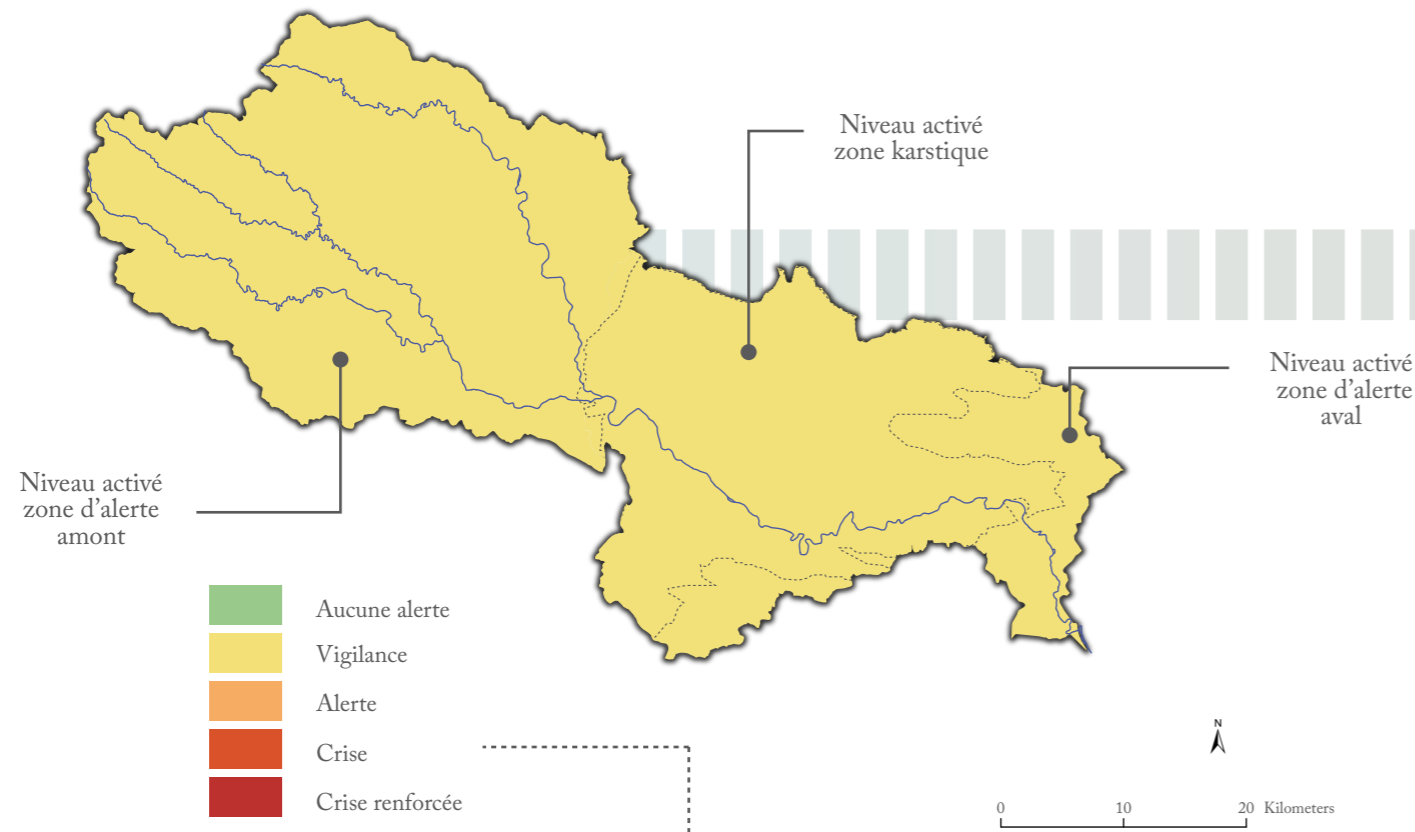 Niveau activé
zone karstique
Niveau activé
zone d’alerte
aval
Niveau activé
zone d’alerte
amont
Aucune alerte
Vigilance
Alerte
Crise
Crise renforcée
N
0 10 20 Kilometers